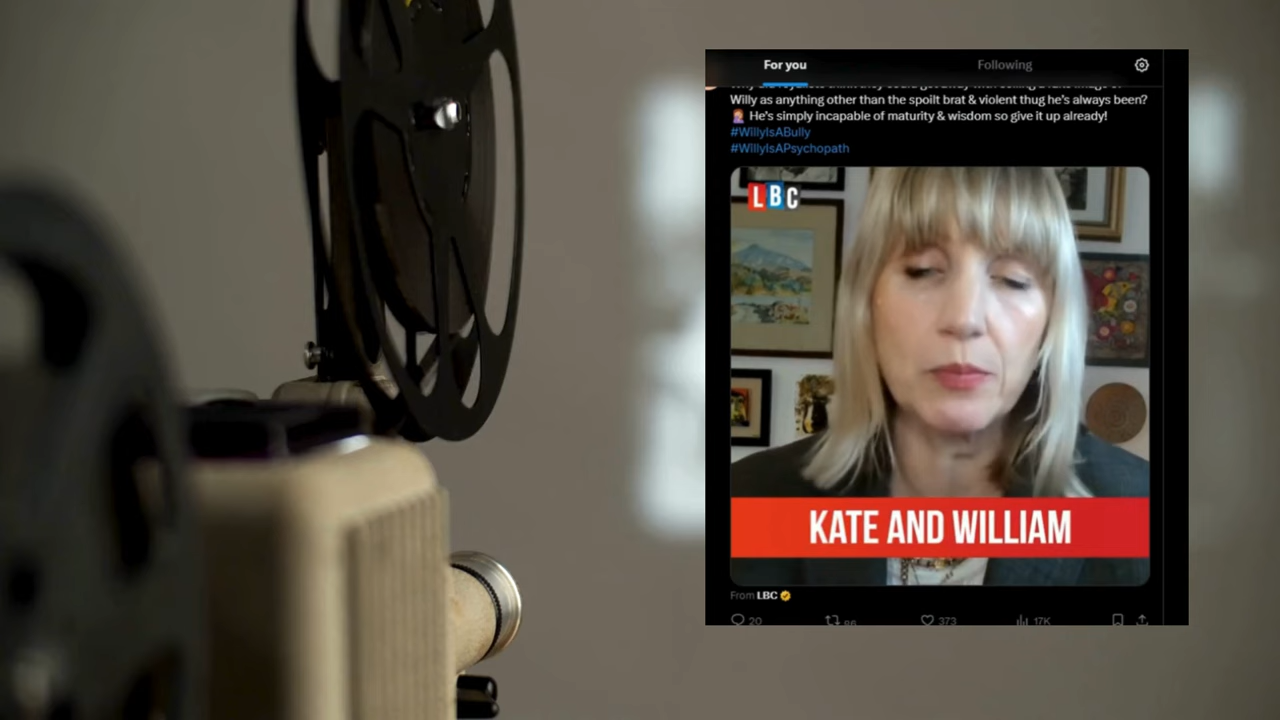 For you
Following
Willy as anything other than the spoilt brat & violent thug he's always been?
He's simply incapable of maturity & wisdom so give it up already!
#WillyIsABully
#WillyIsAPsychopath
LBC
KATE AND WILLIAM
From LBC
20
86
373
17K